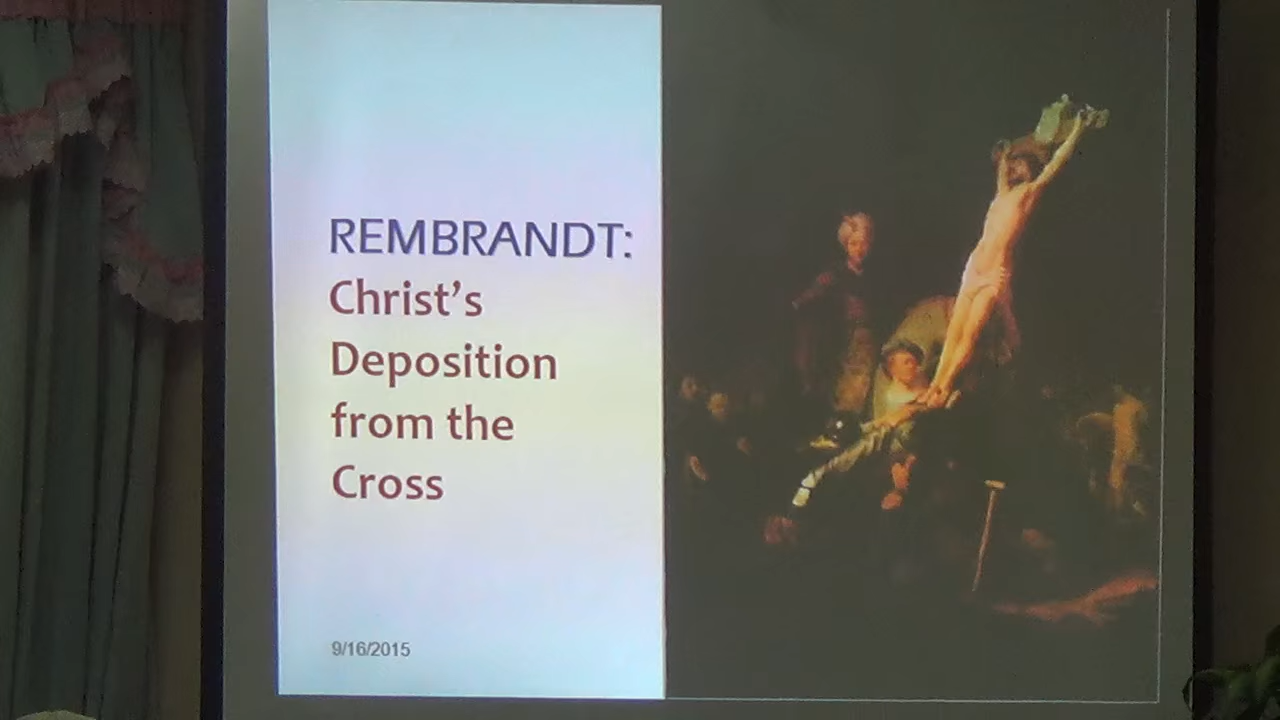 REMBRANDT:
Christ’s
Deposition
from the
Cross
9/16/2015